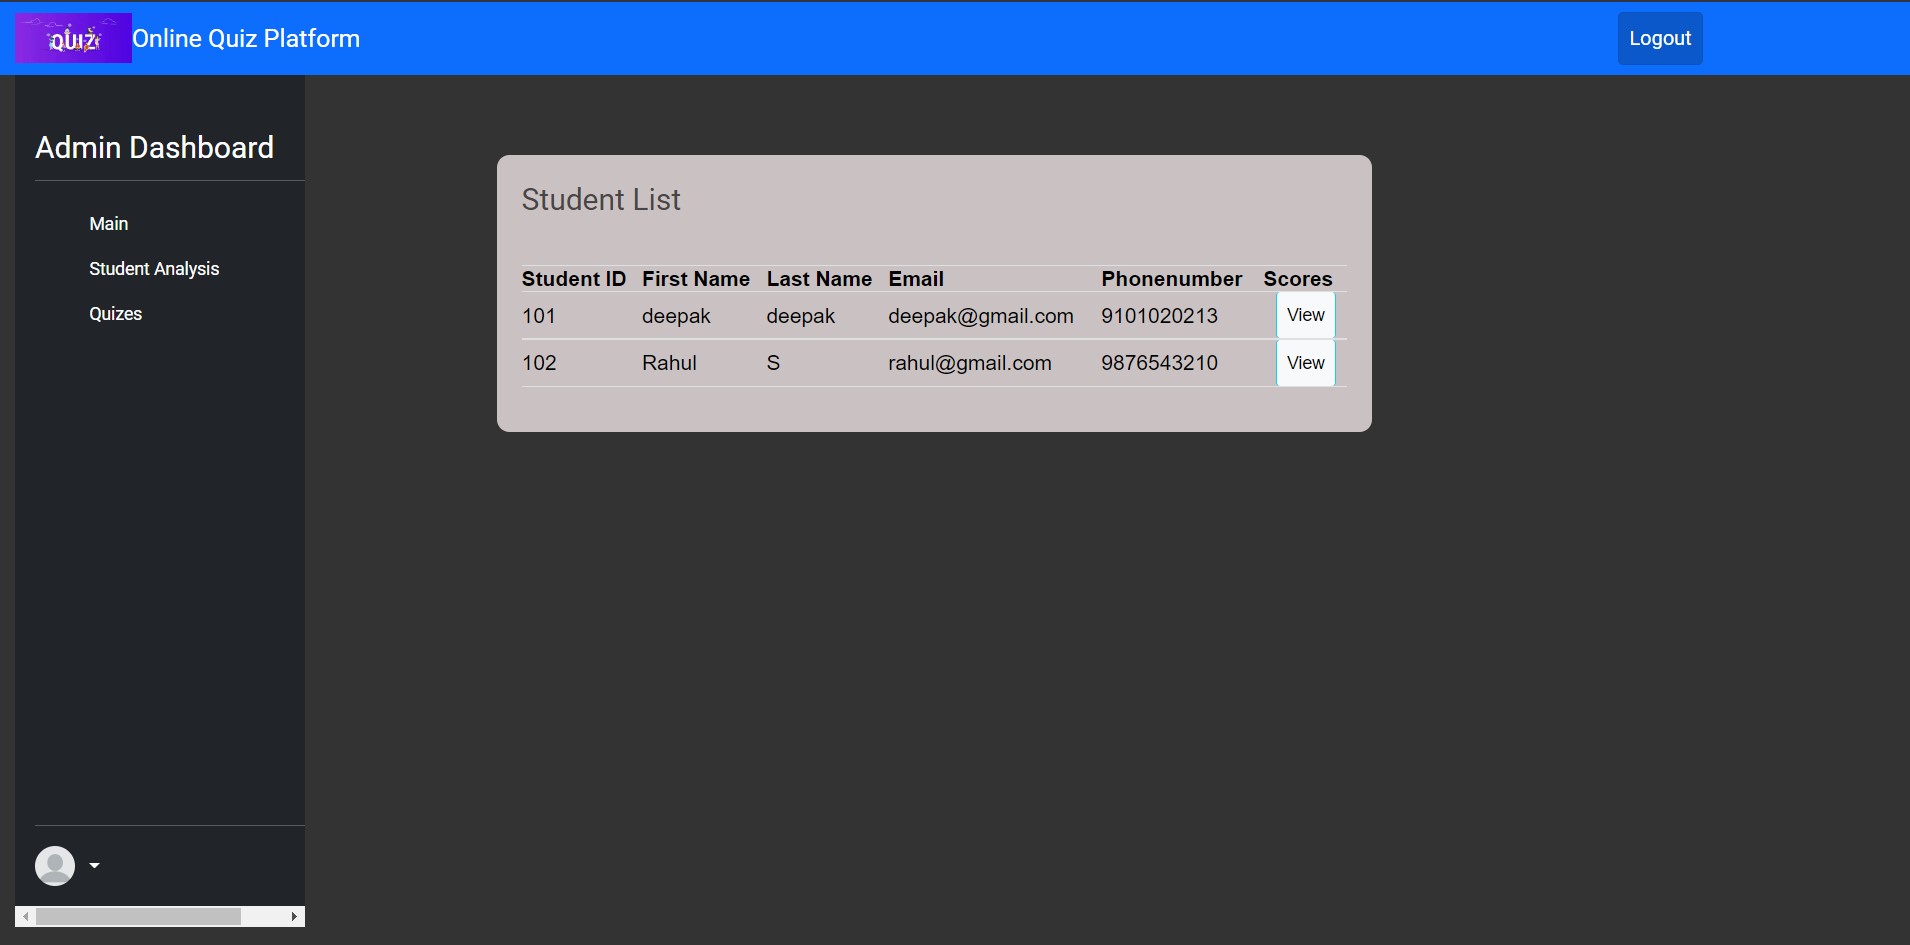 QUIZ
Online Quiz Platform
Logout
Admin Dashboard
Main
Student Analysis
Quizes
Student List
Student ID First Name Last Name Email Phonenumber Scores
101 deepak deepak deepak@gmail.com 9101020213 View
102 Rahul S rahul@gmail.com 9876543210 View